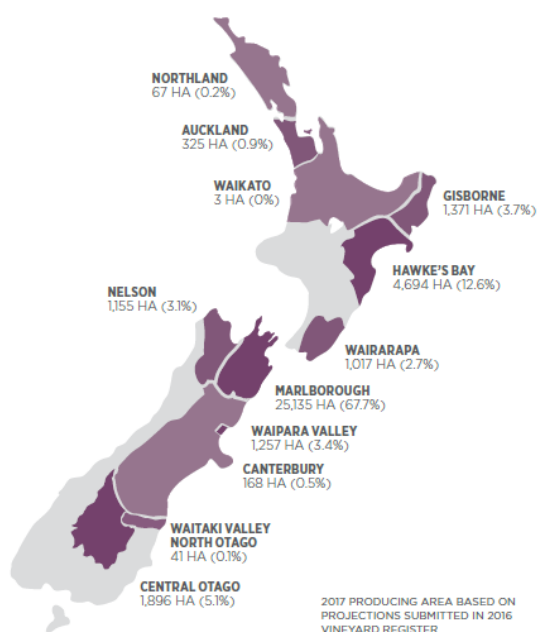 NORTHLAND
67 HA (0.2%)
AUCKLAND
325 HA (0.9%)
WAIKATO
3 HA (0%)
GISBORNE
1,371 HA (3.7%)
HAWKE'S BAY
4,694 HA (12.6%)
NELSON
1,155 HA (3.1%)
WAIRARAPA
1,017 HA (2.7%)
MARLBOROUGH
25,135 HA (67.7%)
WAIPARA VALLEY
1,257 HA (3.4%)
CANTERBURY
168 HA (0.5%)
WAITAKI VALLEY
NORTH OTAGO
41 HA (0.1%)
CENTRAL OTAGO
1,896 HA (5.1%)
2017 PRODUCING AREA BASED ON
PROJECTIONS SUBMITTED IN 2016
VINEYARD REGISTER